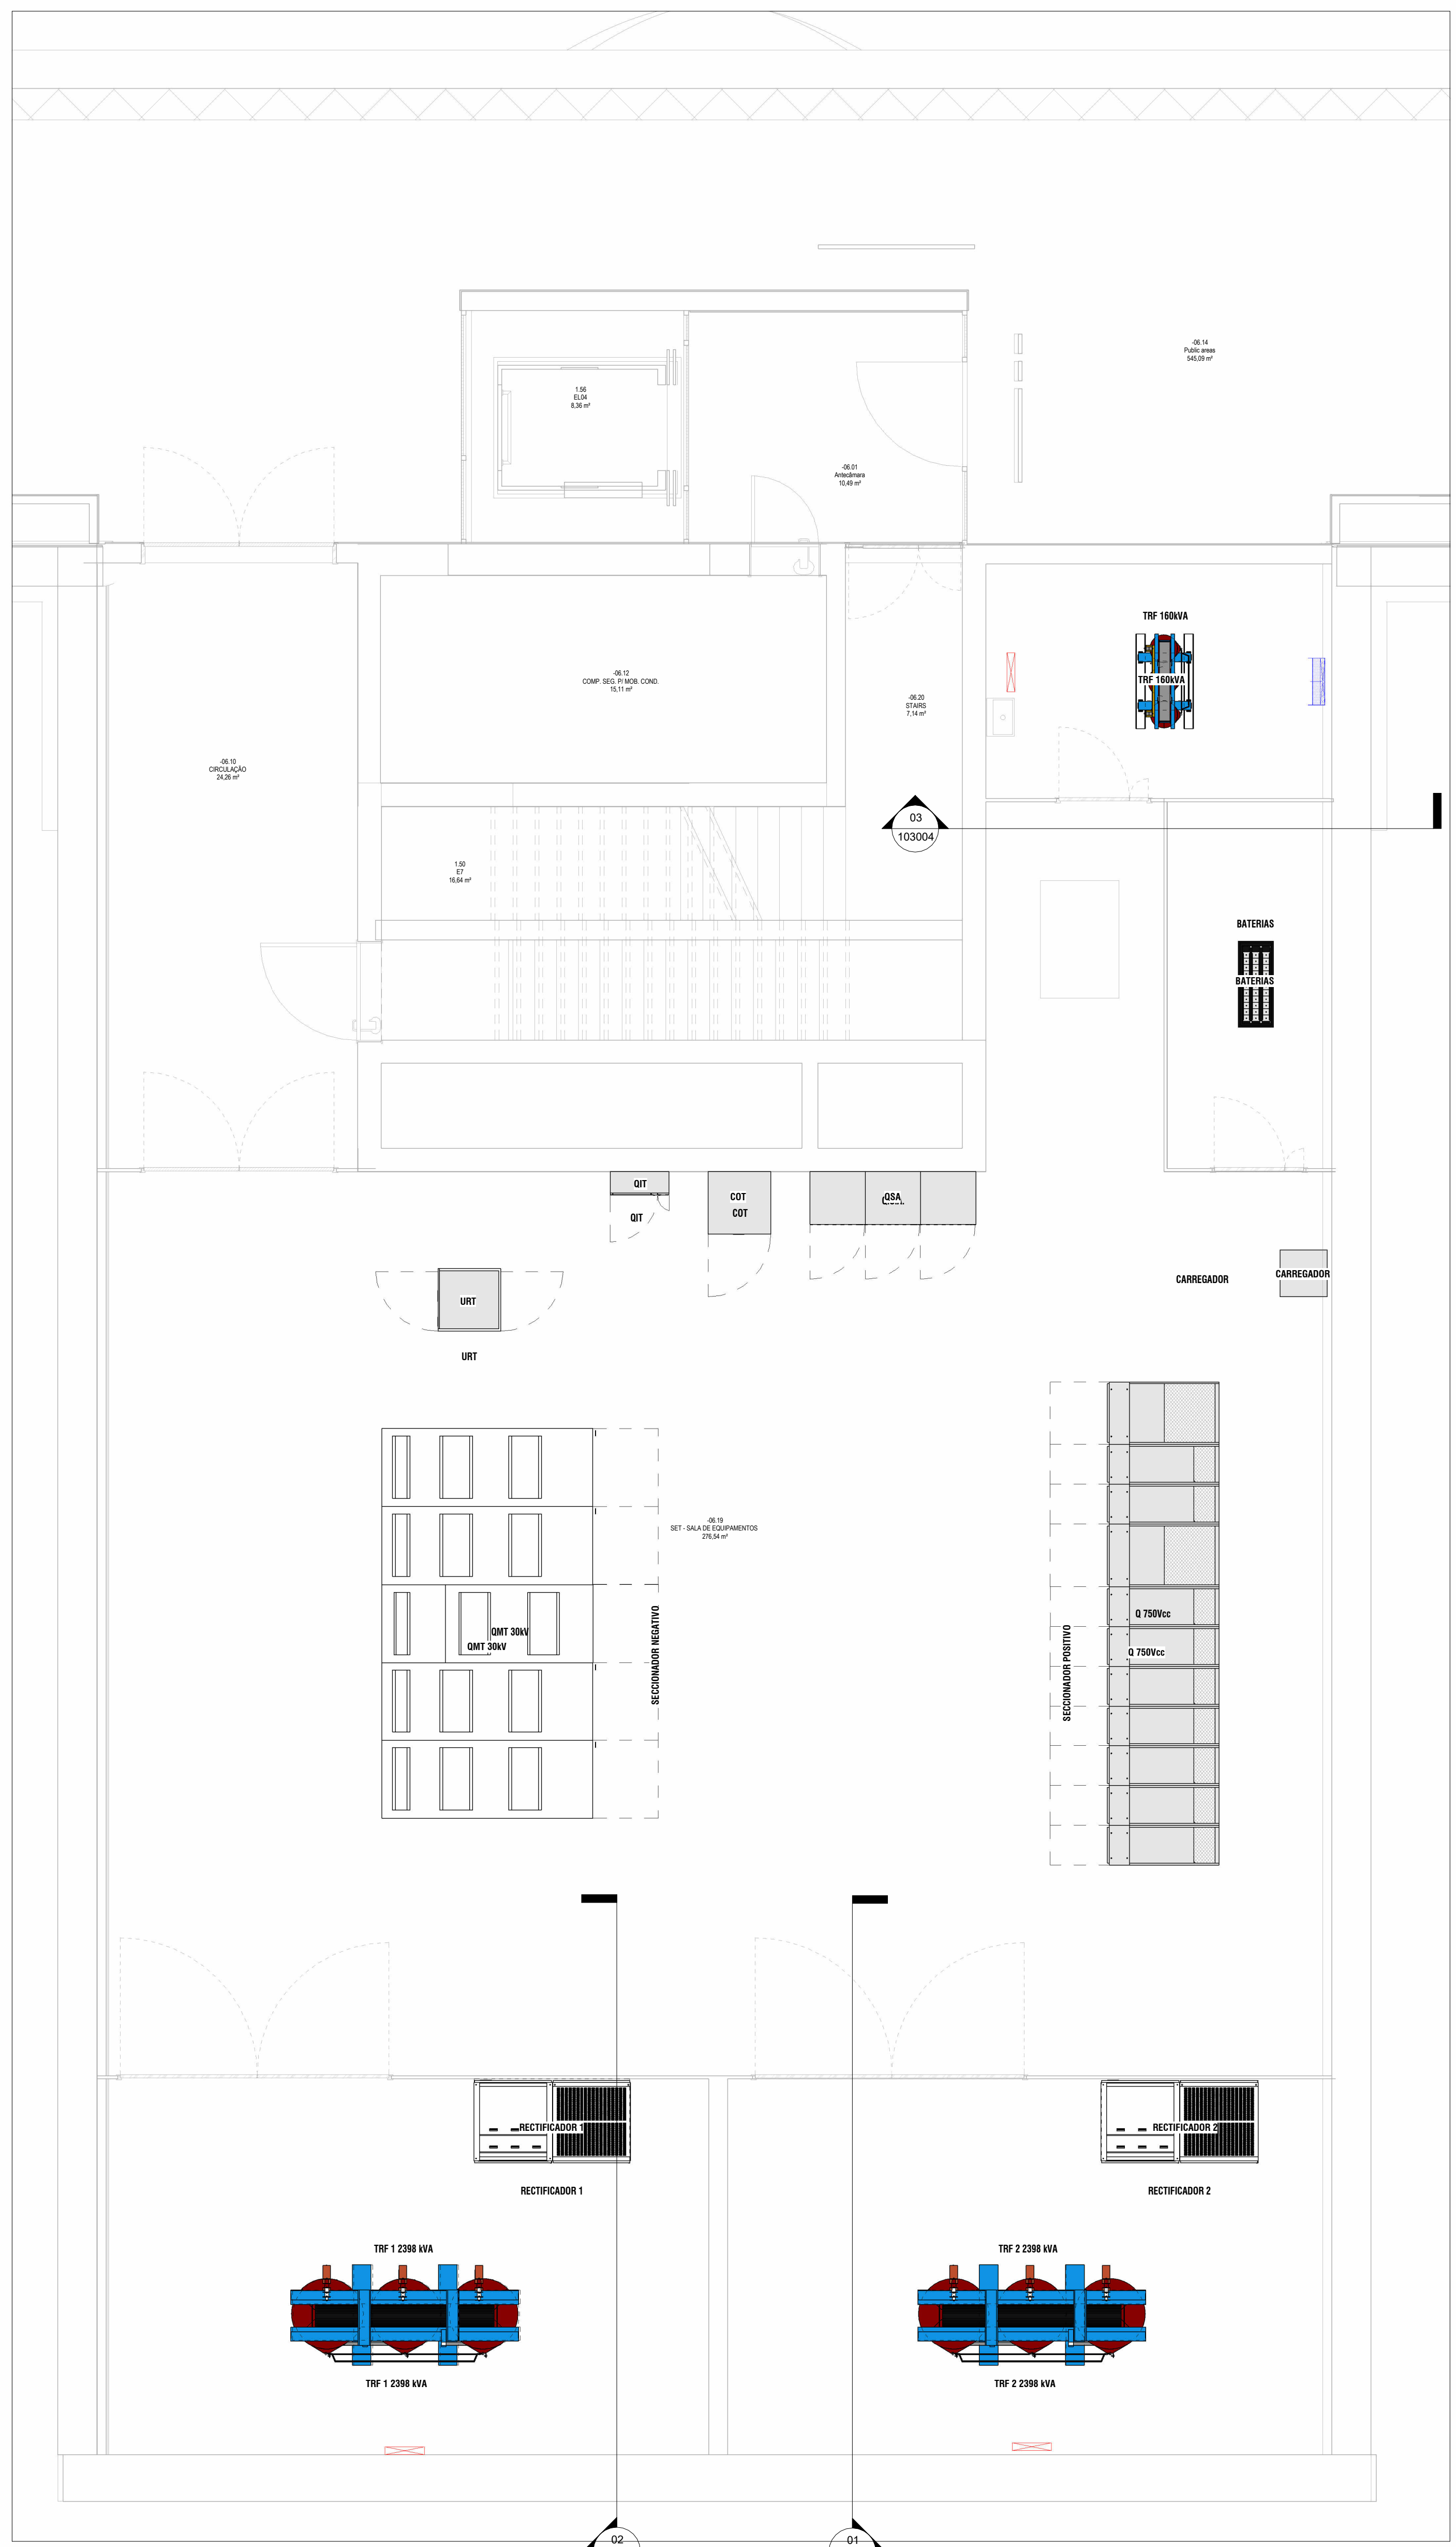 -06.14
Public areas
545,09 m²
1.56
EL04
8,36 m²
-06.01
Antecâmara
10,49 m²
TRF 160kVA
TRF 160kVA
-06.12
COMP. SEG. P/ MOB. COND.
15,11 m²
-06.20
STAIRS
7,14 m²
-06.10
CIRCULAÇÃO
24,26 m²
03
103004
1.50
E7
16,64 m²
BATERIAS
BATERIAS
QIT
QIT
COT
COT
QSA
CARREGADOR
CARREGADOR
URT
URT
-06.19
SET - SALA DE EQUIPAMENTOS
276,54 m²
QMT 30kV
QMT 30kV
SECCIONADOR NEGATIVO
SECCIONADOR POSITIVO
Q 750Vcc
Q 750Vcc
RECTIFICADOR 1
RECTIFICADOR 2
RECTIFICADOR 1
RECTIFICADOR 2
TRF 1 2398 kVA
TRF 2 2398 kVA
TRF 1 2398 kVA
TRF 2 2398 kVA
02
01